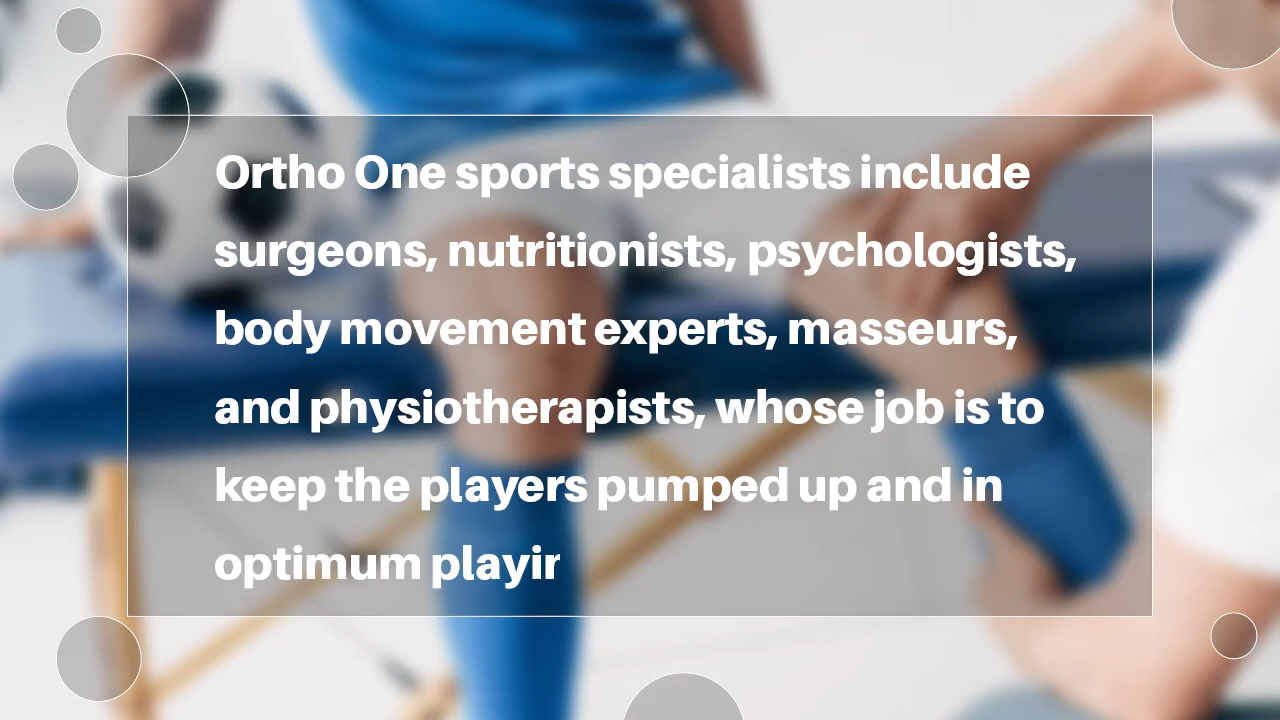 Ortho One sports specialists include
surgeons, nutritionists, psychologists,
body movement experts, masseurs,
and physiotherapists, whose job is to
keep the players pumped up and in
optimum